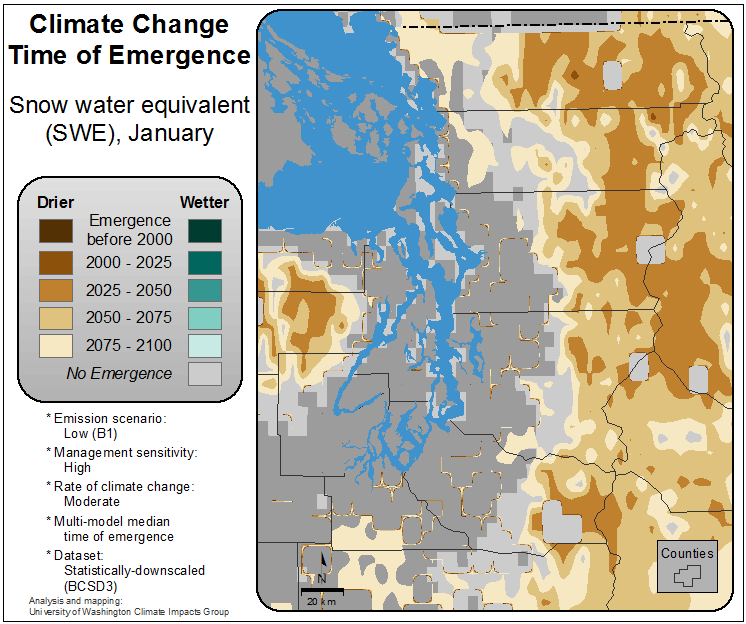 Climate Change
Time of Emergence
Snow water equivalent
(SWE), January
Drier
Wetter
Emergence
before 2000
2000 - 2025
2025 - 2050
2050 - 2075
2075 - 2100
No Emergence
* Emission scenario:
Low (B1)
* Management sensitivity:
High
* Rate of climate change:
Moderate
* Multi-model median
time of emergence
* Dataset:
Statistically-downscaled
(BCSD3)
Analysis and mapping:
University of Washington Climate Impacts Group
N
20 km
Counties